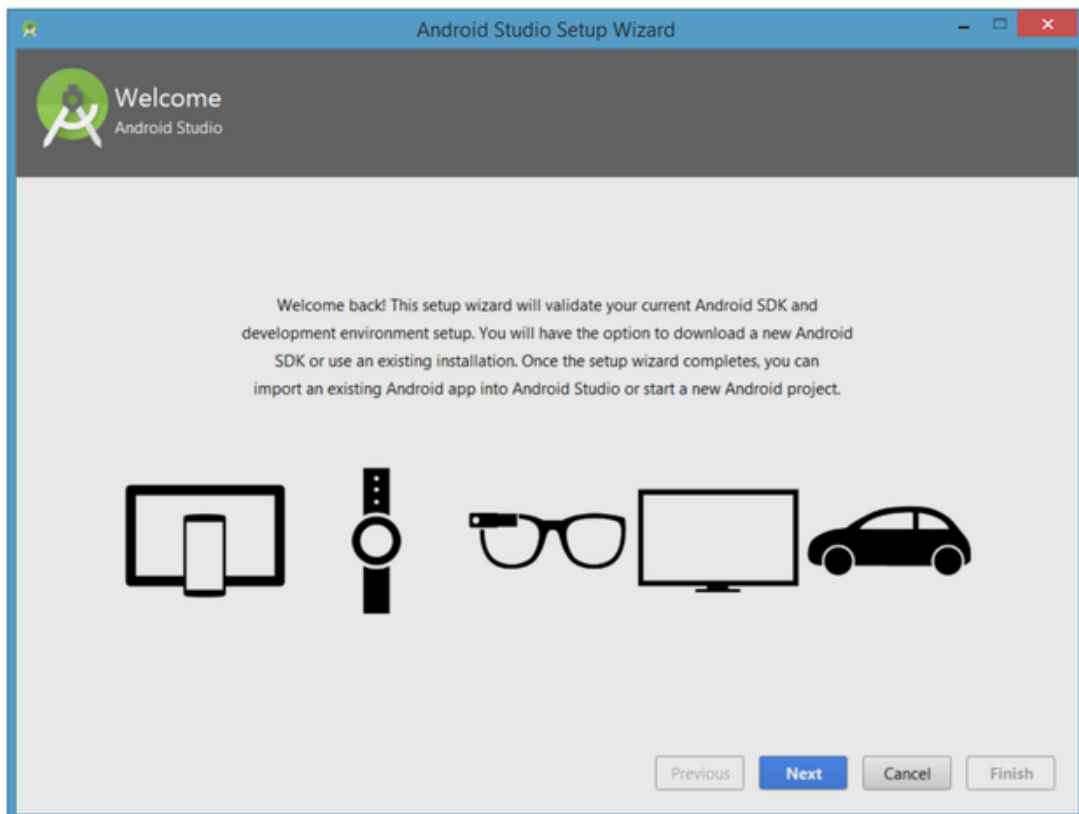 Android Studio Setup Wizard
Welcome
Android Studio
Welcome back! This setup wizard will validate your current Android SDK and
development environment setup. You will have the option to download a new Android
SDK or use an existing installation. Once the setup wizard completes, you can
import an existing Android app into Android Studio or start a new Android project.
Previous Next Cancel Finish